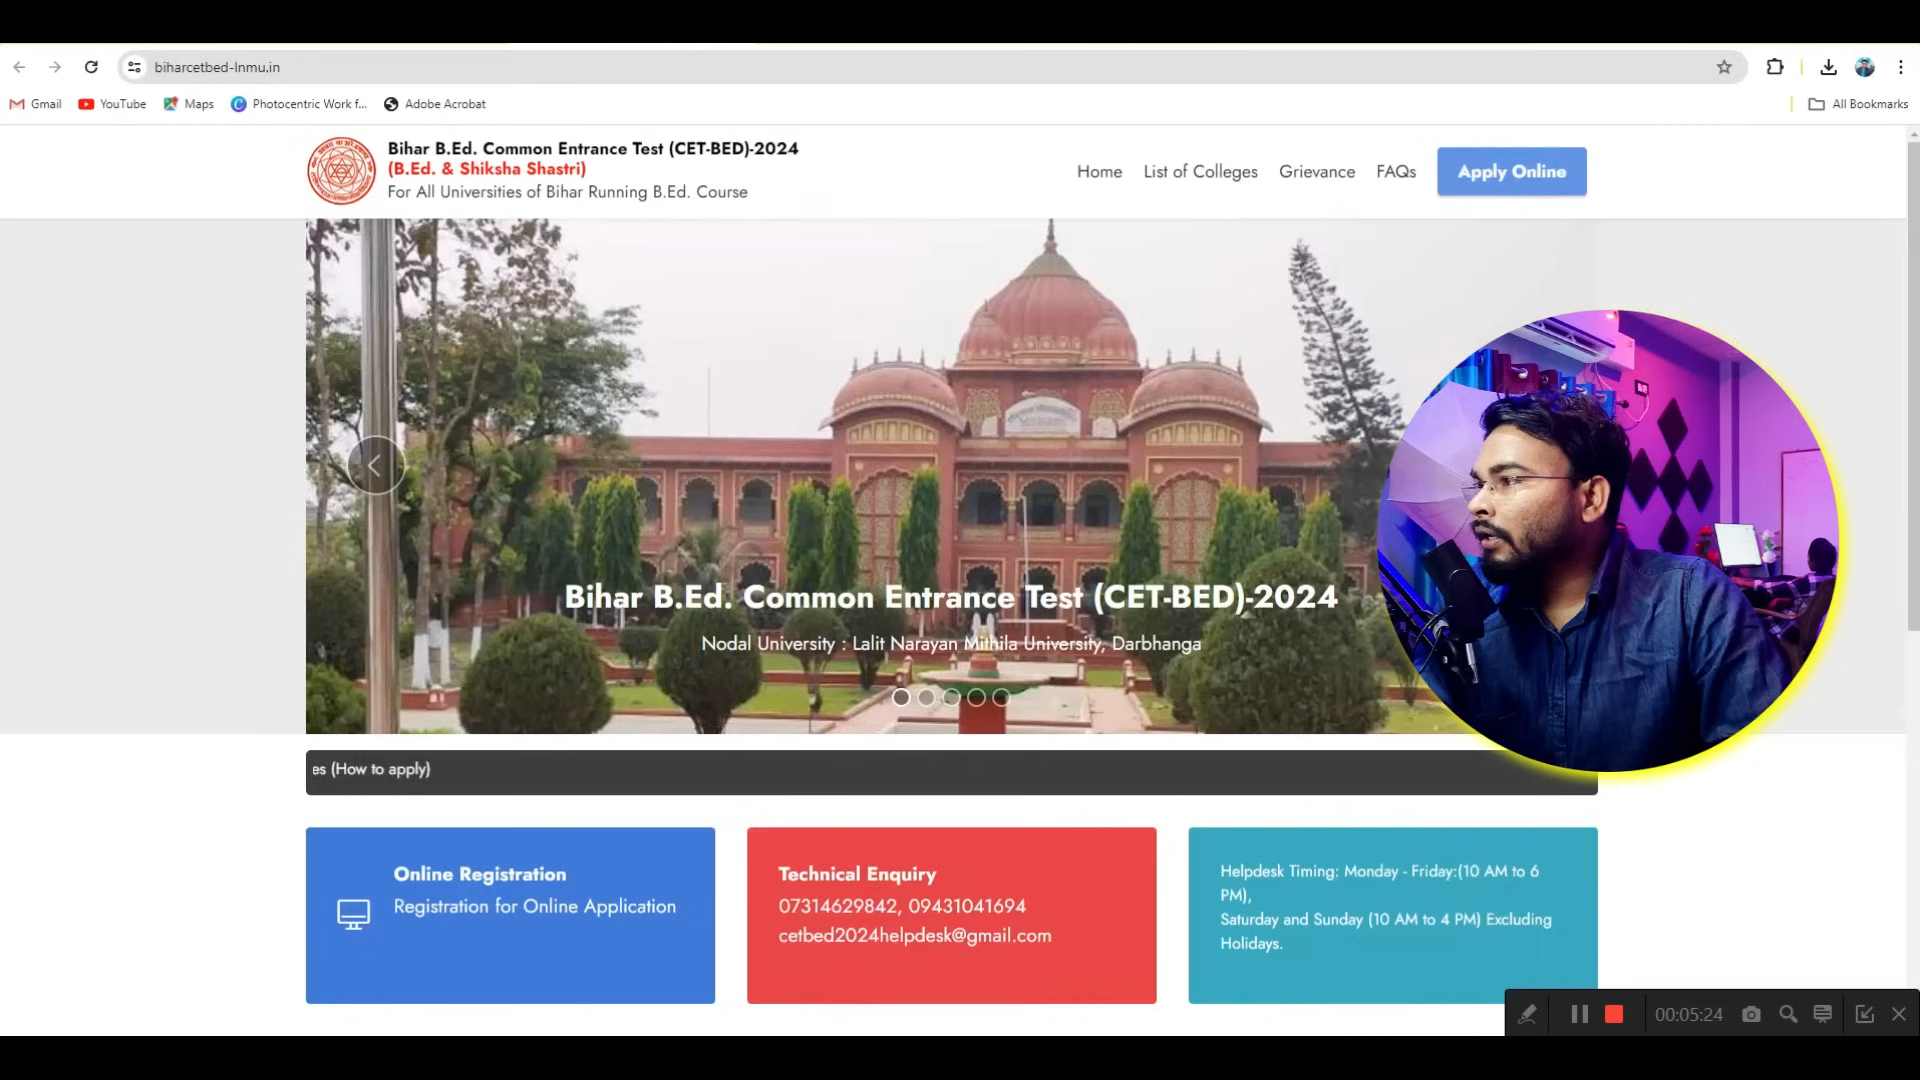 biharcetbed-lnmu.in
Gmail
YouTube
Maps
Photocentric Work f...
Adobe Acrobat
All Bookmarks
Bihar B.Ed. Common Entrance Test (CET-BED)-2024
(B.Ed. & Shiksha Shastri)
For All Universities of Bihar Running B.Ed. Course
Home
List of Colleges
Grievance
FAQs
Apply Online
Bihar B.Ed. Common Entrance Test (CET-BED)-2024
Nodal University : Lalit Narayan Mithila University, Darbhanga
es (How to apply)
Online Registration
Registration for Online Application
Technical Enquiry
07314629842, 09431041694
cetbed2024helpdesk@gmail.com
Helpdesk Timing: Monday - Friday:(10 AM to 6
PM),
Saturday and Sunday (10 AM to 4 PM) Excluding
Holidays.
00:05:24